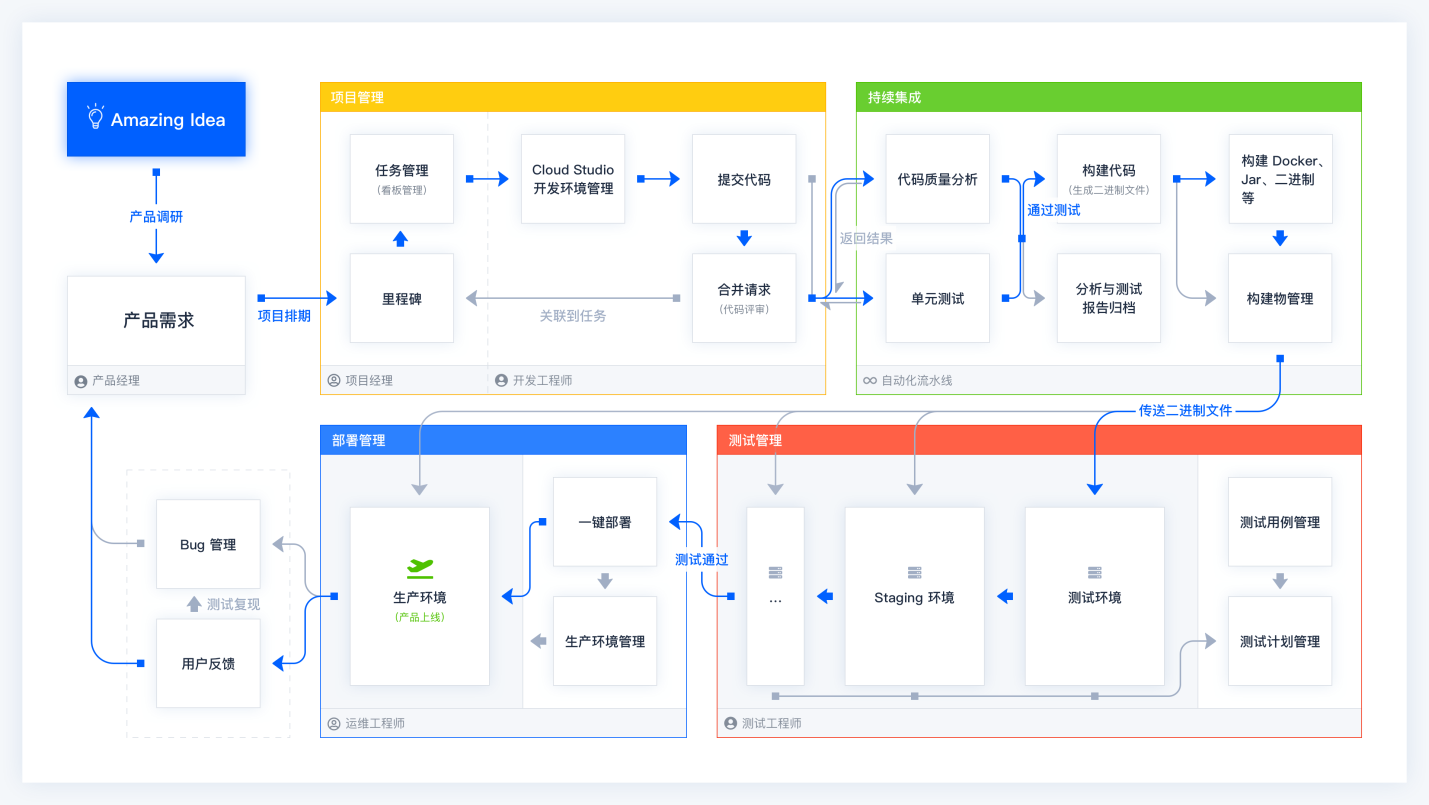 Amazing Idea
产品调研
产品需求
产品经理
项目排期
项目管理
任务管理
(看板管理)
Cloud Studio
开发环境管理
提交代码
里程碑
关联到任务
合并请求
(代码评审)
项目经理
开发工程师
返回结果
持续集成
代码质量分析
构建代码
(生成二进制文件)
构建 Docker、
Jar、二进制
等
通过测试
单元测试
分析与测试
报告归档
构建物管理
自动化流水线
传送二进制文件
Bug 管理
测试复现
用户反馈
部署管理
生产环境
(产品上线)
一键部署
生产环境管理
运维工程师
测试通过
测试管理
...
Staging 环境
测试环境
测试用例管理
测试计划管理
测试工程师